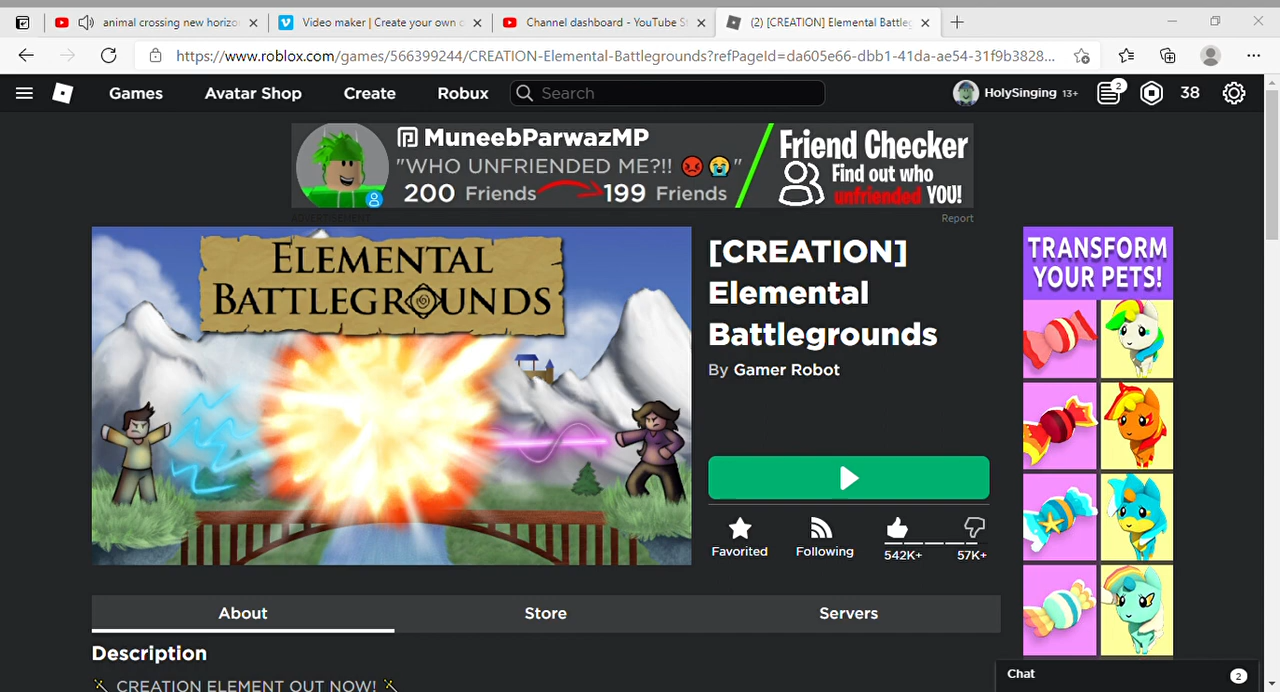 animal crossing new horizo
Video maker | Create your own
Channel dashboard - YouTube S
(2) [CREATION] Elemental Battleg
https://www.roblox.com/games/566399244/CREATION-Elemental-Battlegrounds?refPageId=da605e66-dbb1-41da-ae54-31f9b3828...
Games
Avatar Shop
Create
Robux
Search
HolySinging 13+
2
38
MuneebParwazMP
"WHO UNFRIENDED ME?!! 😡 😭"
200 Friends 199 Friends
Friend Checker
Find out who
unfriended YOU!
ADVERTISEMENT
Report
ELEMENTAL
BATTLEGROUNDS
[CREATION]
Elemental
Battlegrounds
By Gamer Robot
Favorited
Following
542K+
57K+
TRANSFORM
YOUR PETS!
About
Store
Servers
Description
CREATION ELEMENT OUT NOW!
Chat
2